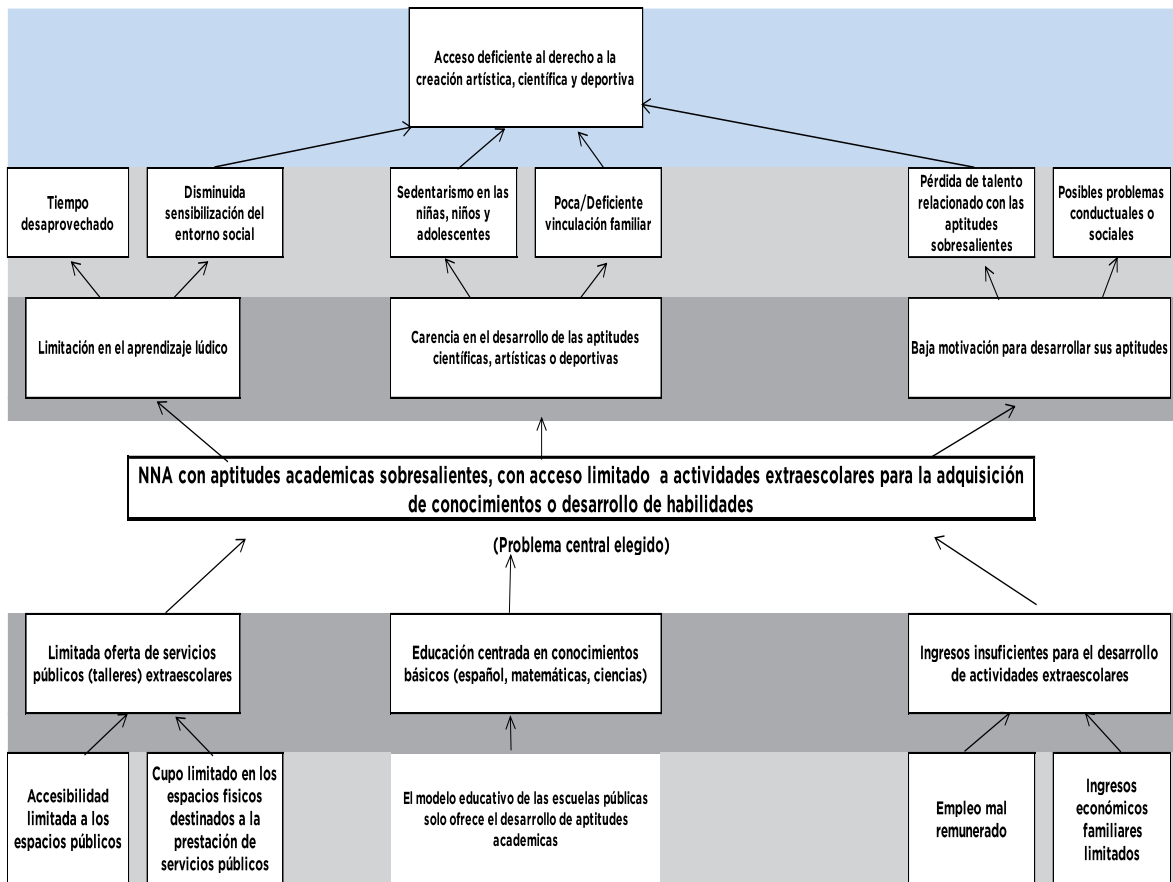 Acceso deficiente al derecho a la
creación artística, científica y deportiva
Tiempo
desaprovechado
Disminuida
sensibilización del
entorno social
Sedentarismo en las
niñas, niños y
adolescentes
Poca/Deficiente
vinculación familiar
Pérdida de talento
relacionado con las
aptitudes
sobresalientes
Posibles problemas
conductuales o
sociales
Limitación en el aprendizaje lúdico
Carencia en el desarrollo de las aptitudes
científicas, artísticas o deportivas
Baja motivación para desarrollar sus aptitudes
NNA con aptitudes academicas sobresalientes, con acceso limitado a actividades extraescolares para la adquisición
de conocimientos o desarrollo de habilidades
(Problema central elegido)
Limitada oferta de servicios
públicos (talleres) extraescolares
Educación centrada en conocimientos
básicos (español, matemáticas, ciencias)
Ingresos insuficientes para el desarrollo
de actividades extraescolares
Accesibilidad
limitada a los
espacios públicos
Cupo limitado en los
espacios fisicos
destinados a la
prestación de
servicios públicos
El modelo educativo de las escuelas públicas
solo ofrece el desarrollo de aptitudes
academicas
Empleo mal
remunerado
Ingresos
económicos
familiares
limitados